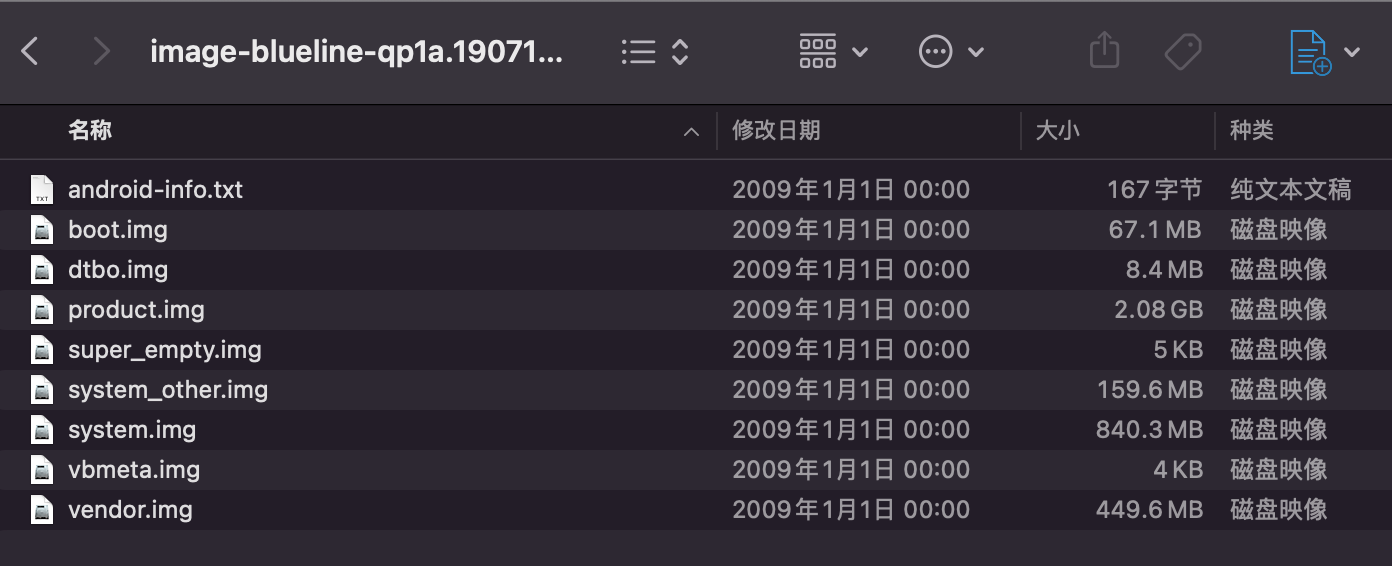 image-blueline-qp1a.19071...
名称 修改日期 大小 种类
android-info.txt 2009年1月1日 00:00 167 字节 纯文本文稿
boot.img 2009年1月1日 00:00 67.1 MB 磁盘映像
dtbo.img 2009年1月1日 00:00 8.4 MB 磁盘映像
product.img 2009年1月1日 00:00 2.08 GB 磁盘映像
super_empty.img 2009年1月1日 00:00 5 KB 磁盘映像
system_other.img 2009年1月1日 00:00 159.6 MB 磁盘映像
system.img 2009年1月1日 00:00 840.3 MB 磁盘映像
vbmeta.img 2009年1月1日 00:00 4 KB 磁盘映像
vendor.img 2009年1月1日 00:00 449.6 MB 磁盘映像